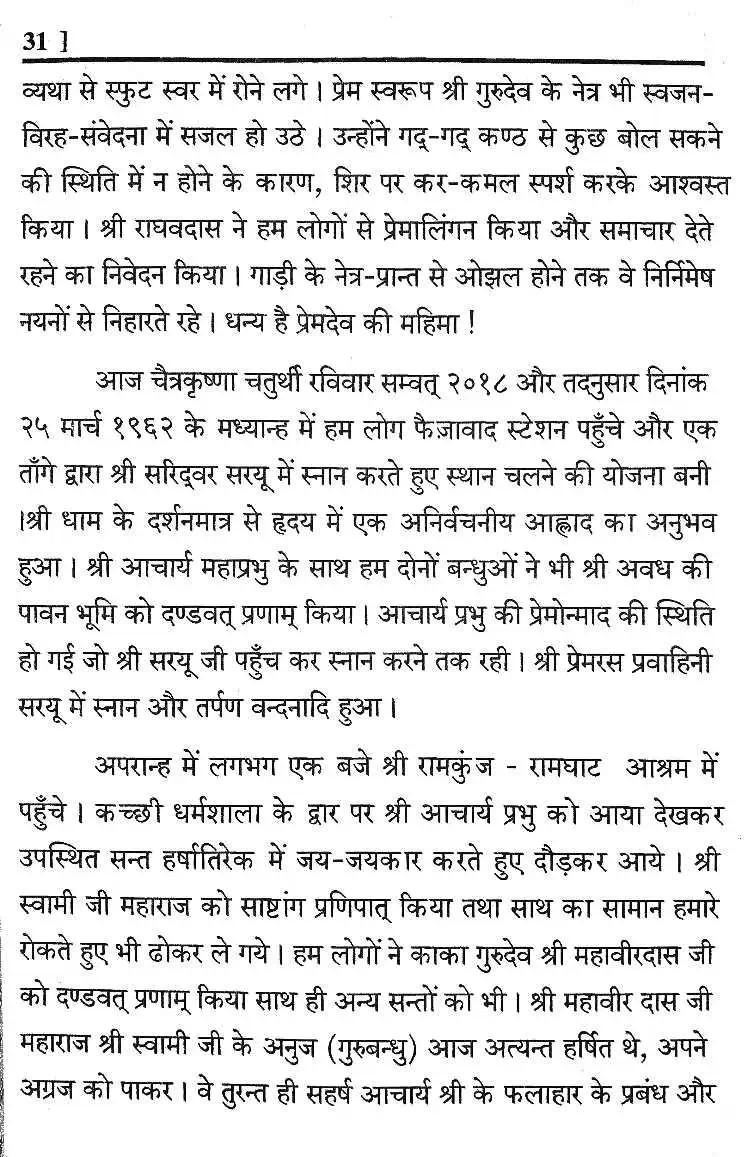 31 ]
व्यथा से स्फुट स्वर में रोने लगे । प्रेम स्वरूप श्री गुरुदेव के नेत्र भी स्वजन-
विरह-संवेदना में सजल हो उठे । उन्होंने गद्-गद् कण्ठ से कुछ बोल सकने
की स्थिति में न होने के कारण, शिर पर कर-कमल स्पर्श करके आश्वस्त
किया । श्री राघवदास ने हम लोगों से प्रेमालिंगन किया और समाचार देते
रहने का निवेदन किया । गाड़ी के नेत्र-प्रान्त से ओझल होने तक वे निर्निमेष
नयनों से निहारते रहे । धन्य है प्रेमदेव की महिमा !
आज चैत्रकृष्णा चतुर्थी रविवार सम्वत् २०१८ और तदनुसार दिनांक
२५ मार्च १९६२ के मध्यान्ह में हम लोग फैज़ावाद स्टेशन पहुँचे और एक
ताँगे द्वारा श्री सरिद्वर सरयू में स्नान करते हुए स्थान चलने की योजना बनी
।श्री धाम के दर्शनमात्र से हृदय में एक अनिर्वचनीय आह्लाद का अनुभव
हुआ । श्री आचार्य महाप्रभु के साथ हम दोनों बन्धुओं ने भी श्री अवध की
पावन भूमि को दण्डवत् प्रणाम् किया । आचार्य प्रभु की प्रेमोन्माद की स्थिति
हो गई जो श्री सरयू जी पहुँच कर स्नान करने तक रही । श्री प्रेमरस प्रवाहिनी
सरयू में स्नान और तर्पण वन्दनादि हुआ ।
अपरान्ह में लगभग एक बजे श्री रामकुंज - रामघाट आश्रम में
पहुँचे । कच्छी धर्मशाला के द्वार पर श्री आचार्य प्रभु को आया देखकर
उपस्थित सन्त हर्षातिरेक में जय-जयकार करते हुए दौड़कर आये । श्री
स्वामी जी महाराज को साष्टांग प्रणिपात् किया तथा साथ का सामान हमारे
रोकते हुए भी ढोकर ले गये । हम लोगों ने काका गुरुदेव श्री महावीरदास जी
को दण्डवत् प्रणाम् किया साथ ही अन्य सन्तों को भी । श्री महावीर दास जी
महाराज श्री स्वामी जी के अनुज (गुरुबन्धु) आज अत्यन्त हर्षित थे, अपने
अग्रज को पाकर । वे तुरन्त ही सहर्ष आचार्य श्री के फलाहार के प्रबंध और